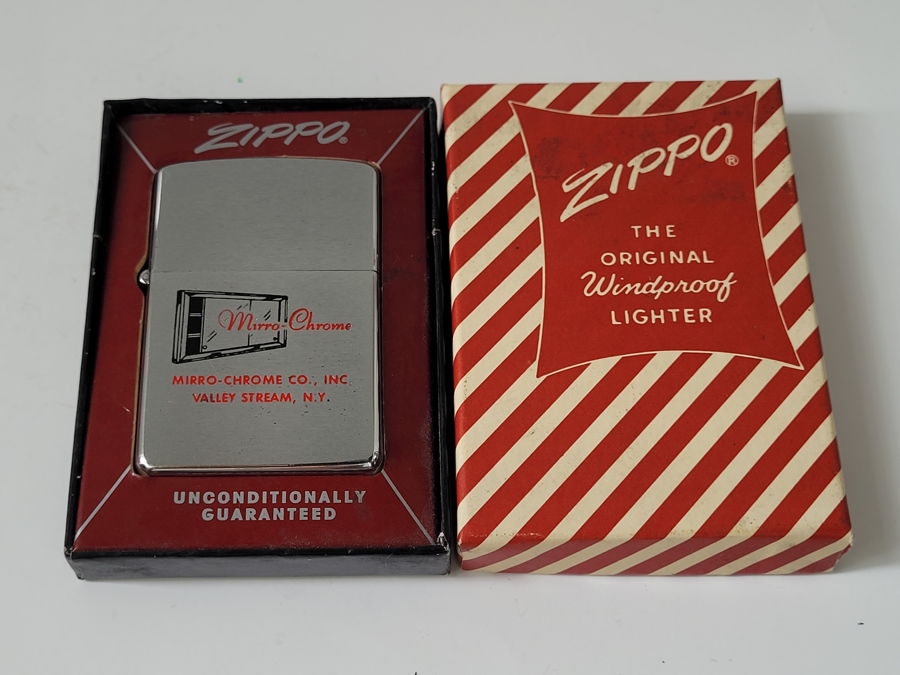 ZIPPO®
Mirro-Chrome
MIRRO-CHROME CO., INC.
VALLEY STREAM, N.Y.
UNCONDITIONALLY
GUARANTEED
ZIPPO®
THE
ORIGINAL
Windproof
LIGHTER